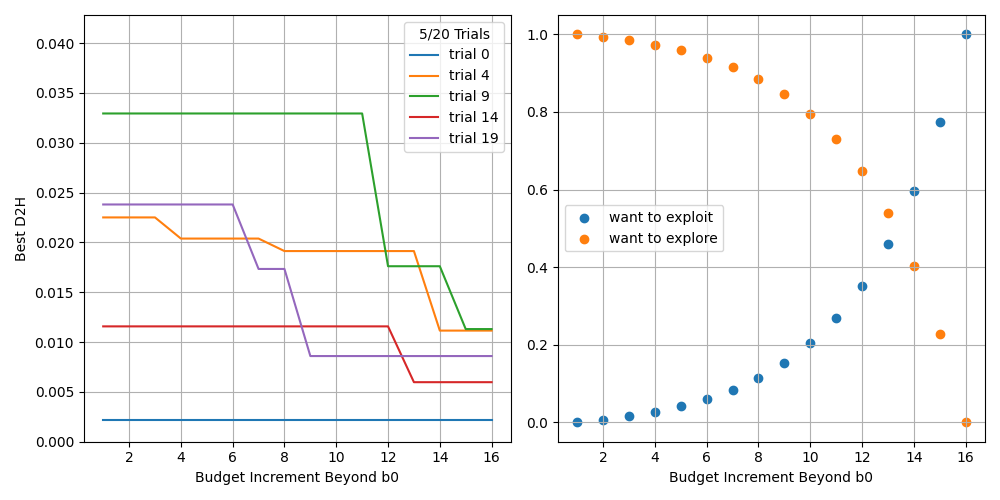 0.040
0.035
0.030
0.025
0.020
0.015
0.010
0.005
0.000
Best D2H
2 4 6 8 10 12 14 16
Budget Increment Beyond b0
5/20 Trials
trial 0
trial 4
trial 9
trial 14
trial 19
1.0
0.8
0.6
0.4
0.2
0.0
want to exploit
want to explore
2 4 6 8 10 12 14 16
Budget Increment Beyond b0